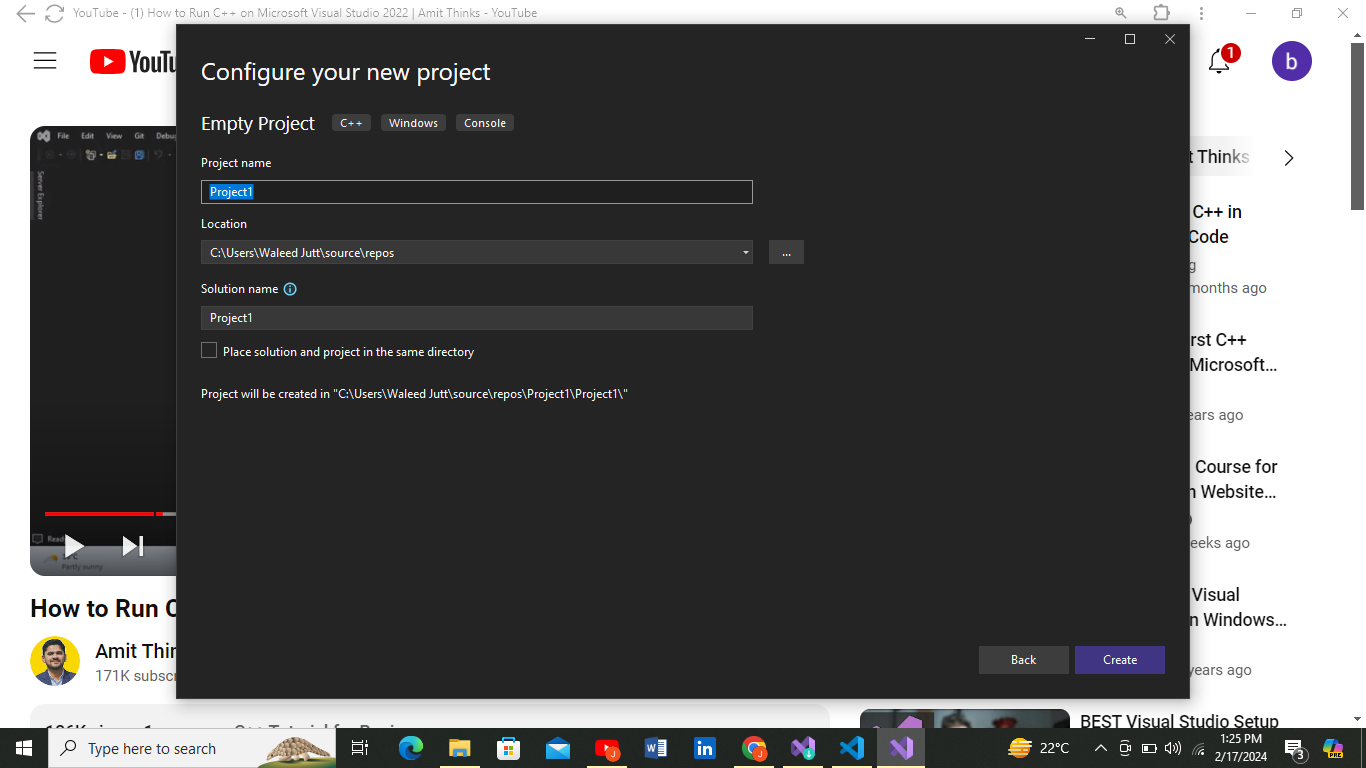 YouTube - (1) How to Run C++ on Microsoft Visual Studio 2022 | Amit Thinks - YouTube
YouTu
1
b
Configure your new project
Empty Project
C++
Windows
Console
Project name
Project1
Location
C:\Users\Waleed Jutt\source\repos
...
Solution name
Project1
Place solution and project in the same directory
Project will be created in "C:\Users\Waleed Jutt\source\repos\Project1\Project1\"
Back
Create
File Edit View Git Debug
Server Explorer
Partly sunny
How to Run C
Amit Thin
171K subsc
t Thinks
C++ in
Code
months ago
rst C++
Microsoft...
ears ago
Course for
n Website...
eeks ago
Visual
n Windows...
years ago
BEST Visual Studio Setup
Type here to search
22°C
1:25 PM
2/17/2024
3
PRE